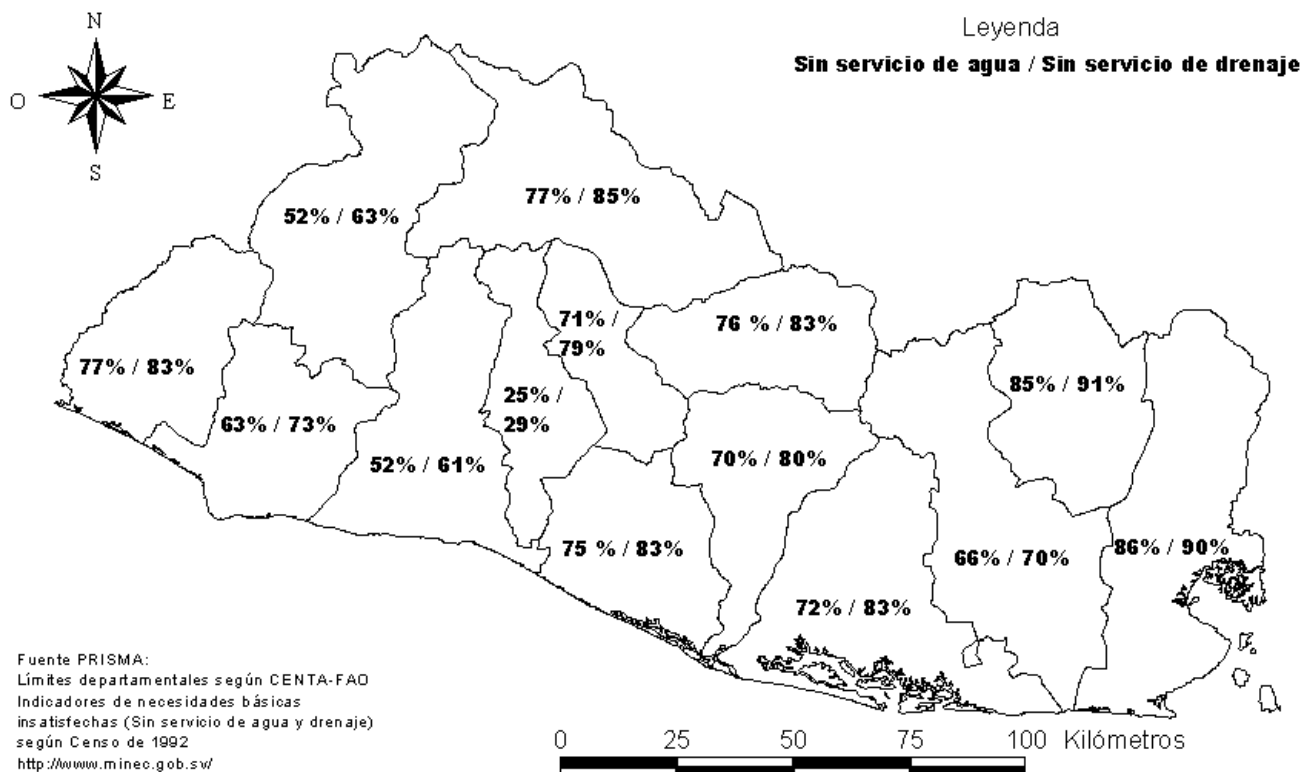 N
O
E
S
Leyenda
Sin servicio de agua / Sin servicio de drenaje
77% / 85%
52% / 63%
71% /
79%
76 % / 83%
77% / 83%
85% / 91%
25% /
29%
63% / 73%
52% / 61%
70% / 80%
75 % / 83%
66% / 70%
86% / 90%
72% / 83%
Fuente PRISMA:
Límites departamentales según CENTA-FAO
Indicadores de necesidades básicas
insatisfechas (Sin servicio de agua y drenaje)
según Censo de 1992
http://www.minec.gob.sv/
0 25 50 75 100 Kilómetros